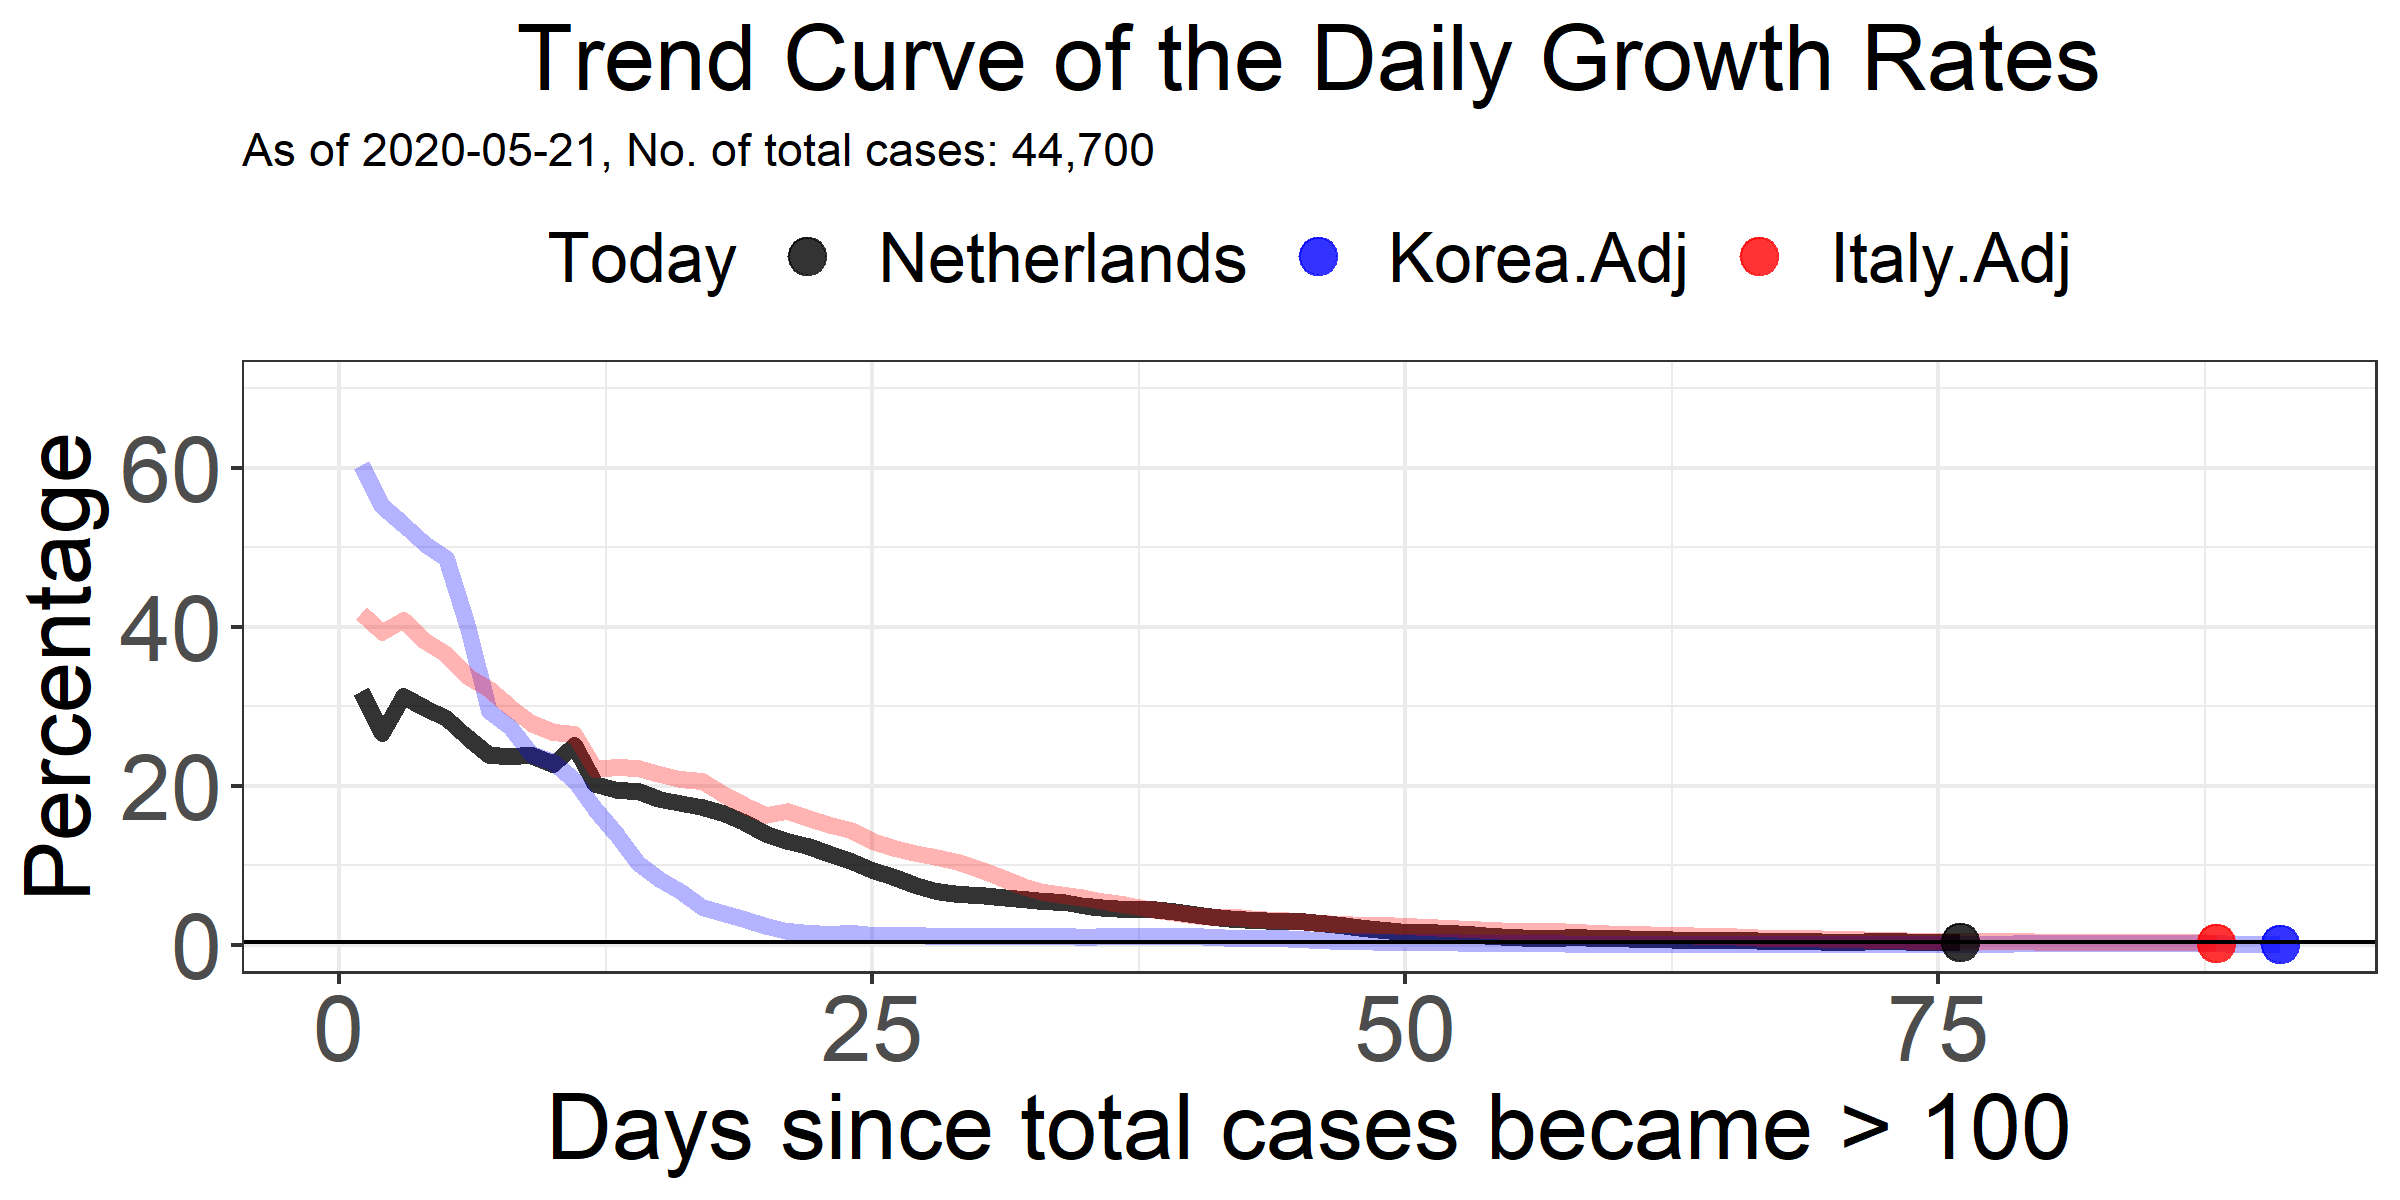 Trend Curve of the Daily Growth Rates
As of 2020-05-21, No. of total cases: 44,700
Today Netherlands Korea.Adj Italy.Adj
Percentage
60
40
20
0
0 25 50 75
Days since total cases became > 100